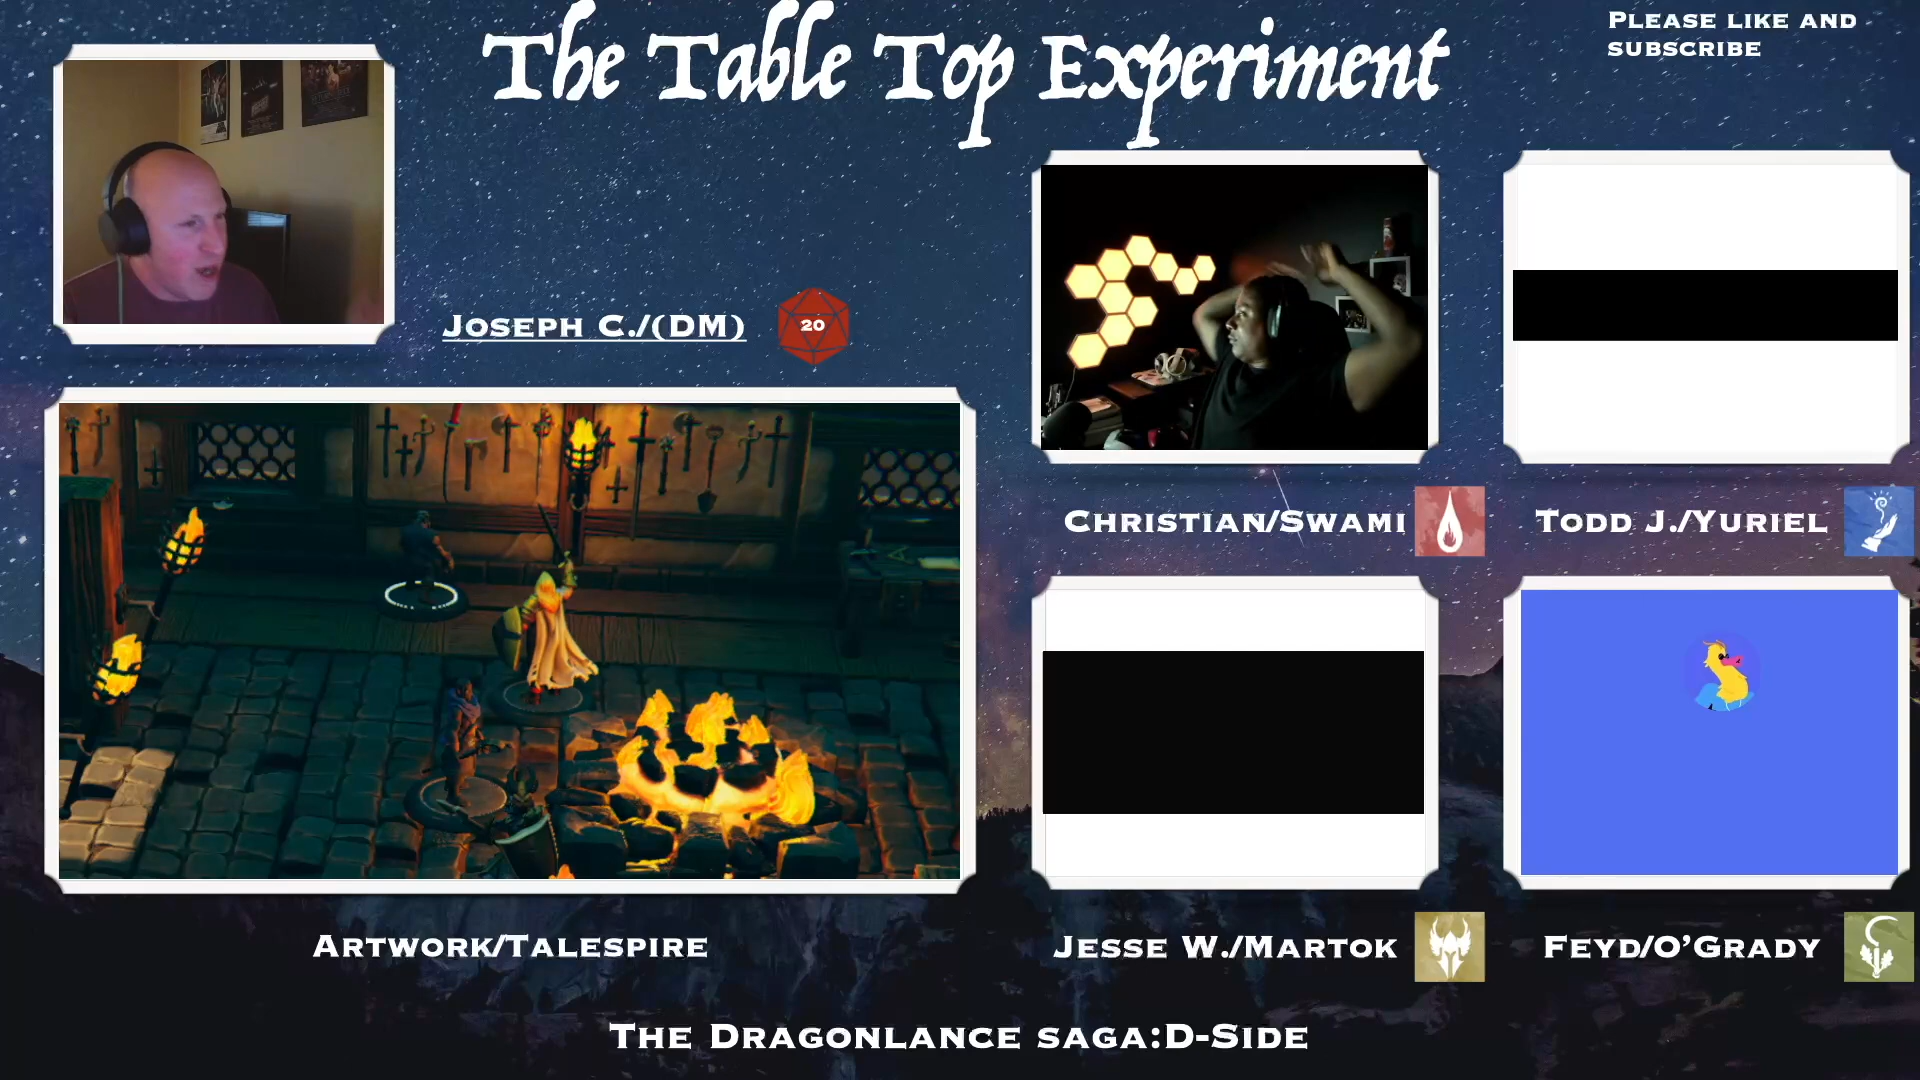 The Table Top Experiment
Please like and
subscribe
Joseph C./(DM)
20
Christian/Swami
Todd J./Yuriel
Artwork/Talespire
Jesse W./Martok
Feyd/O'Grady
The Dragonlance saga:D-Side